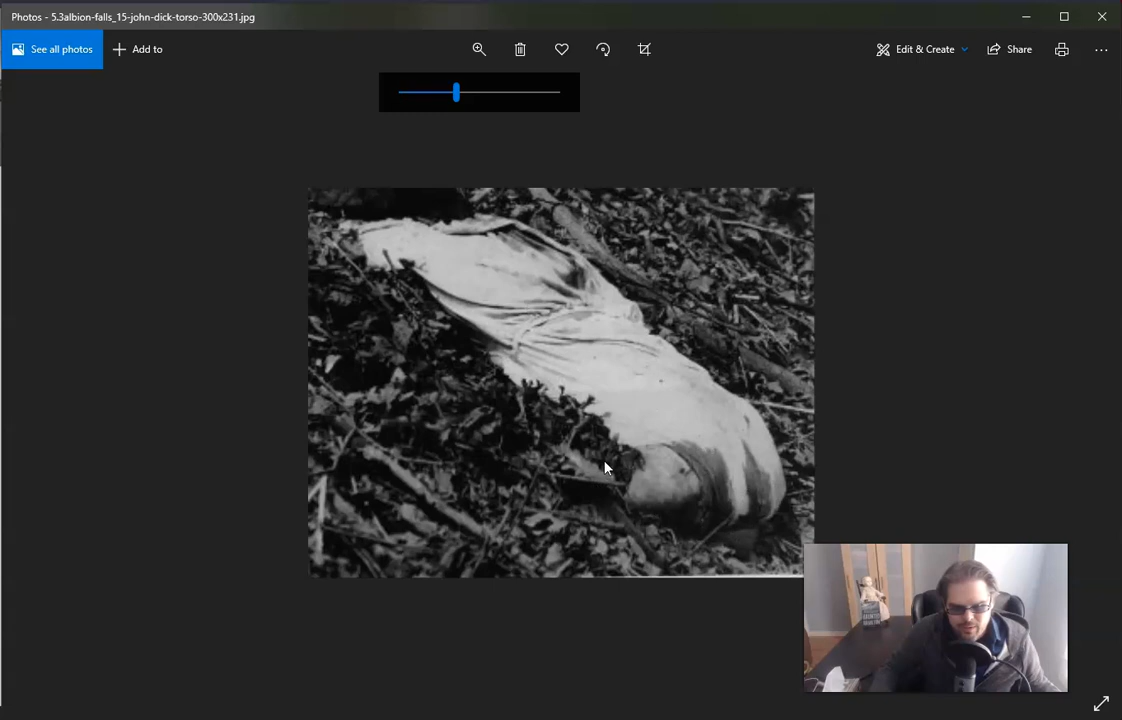 Photos - 5.3albion-falls_15-john-dick-torso-300x231.jpg
See all photos
Add to
Edit & Create
Share